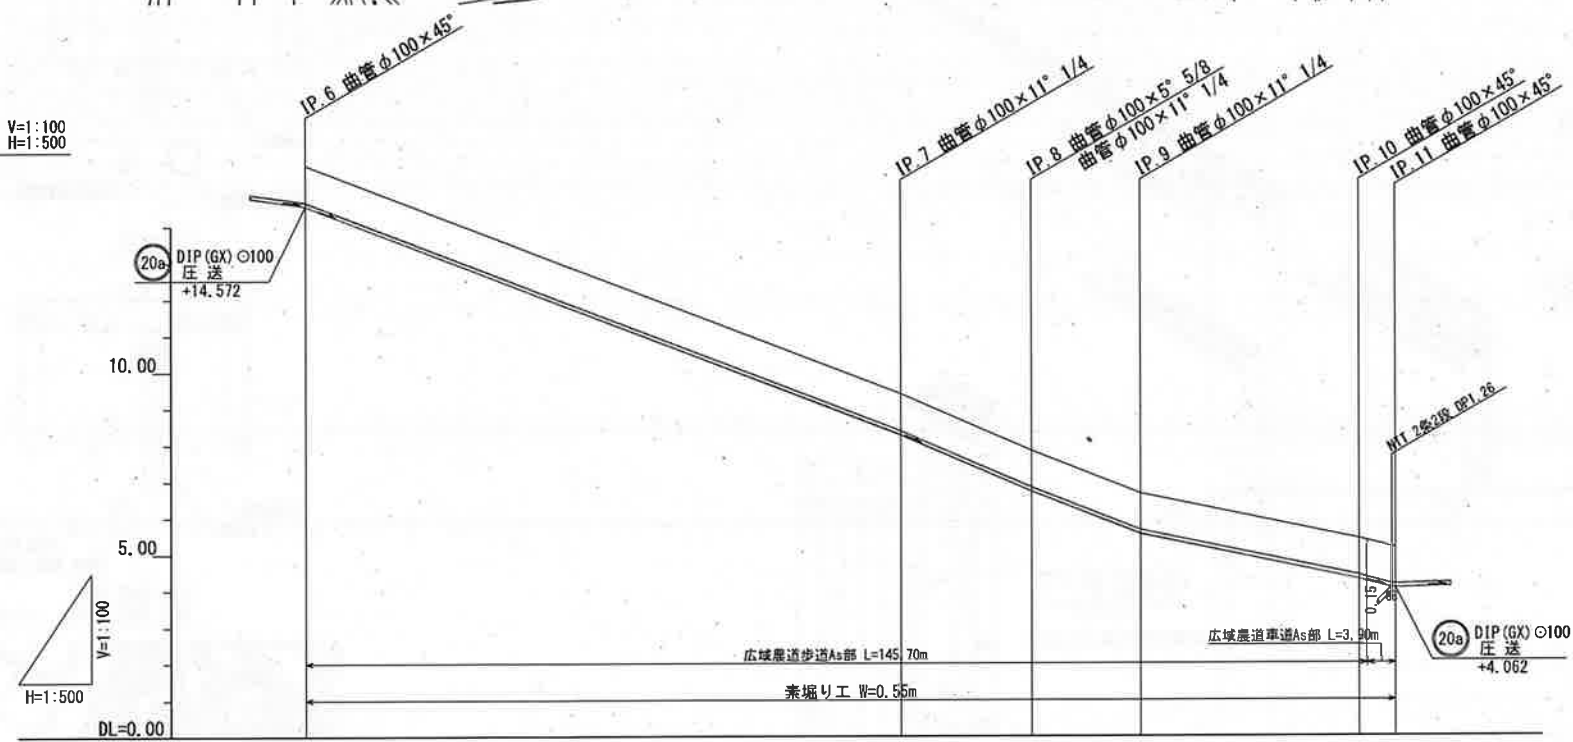 V=1:100
H=1:500
IP.6 曲管φ100×45°
IP.7 曲管φ100×11° 1/4
IP.8 曲管φ100×5° 5/8
曲管φ100×11° 1/4
IP.9 曲管φ100×11° 1/4
IP.10 曲管φ100×45°
IP.11 曲管φ100×45°
20a
DIP(GX)⊙100
圧 送
+14.572
10.00
NTT 2条2段 DP1.26
5.00
V=1:100
H=1:500
0.15
広域農道車道As部 L=3.90m
広域農道歩道As部 L=145.70m
素堀り工 W=0.55m
20a
DIP(GX)⊙100
圧 送
+4.062
DL=0.00